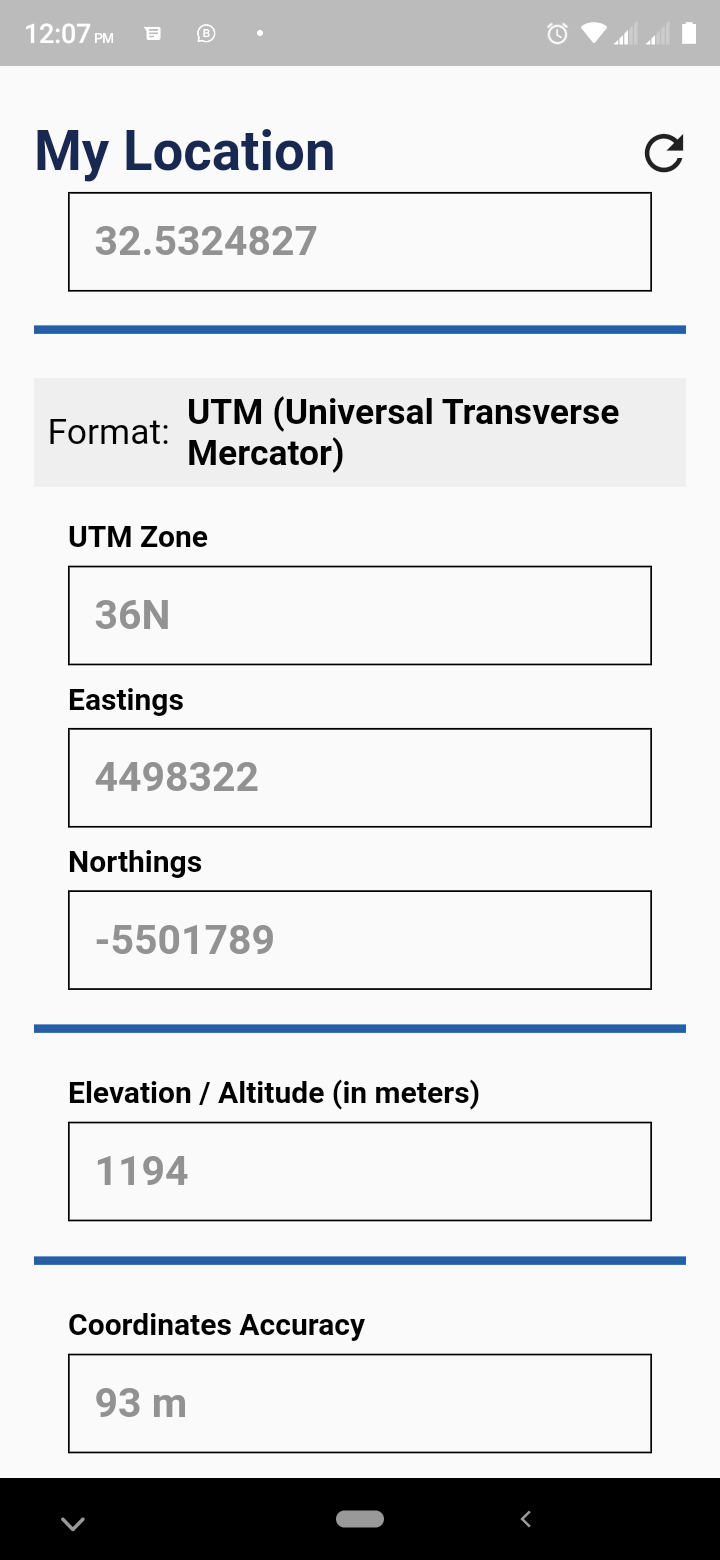 12:07 PM
My Location
32.5324827
Format: UTM (Universal Transverse
Mercator)
UTM Zone
36N
Eastings
4498322
Northings
-5501789
Elevation / Altitude (in meters)
1194
Coordinates Accuracy
93 m